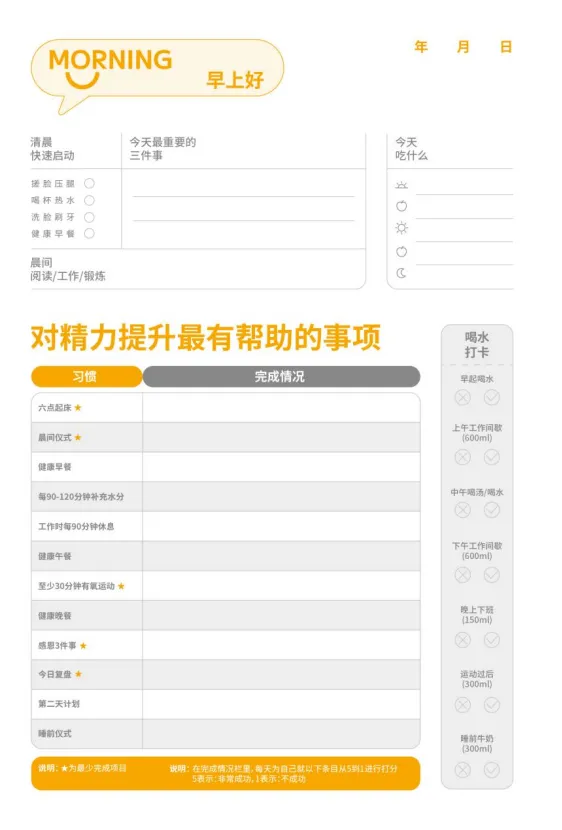 MORNING
早上好
年 月 日
清晨
快速启动
搓脸压腿
喝杯热水
洗脸刷牙
健康早餐
今天最重要的
三件事
晨间
阅读/工作/锻炼
今天
吃什么
对精力提升最有帮助的事项
习惯
完成情况
六点起床 ★
晨间仪式 ★
健康早餐
每90-120分钟补充水分
工作时每90分钟休息
健康午餐
至少30分钟有氧运动 ★
健康晚餐
感恩3件事 ★
今日复盘 ★
第二天计划
睡前仪式
说明：★为最少完成项目
说明：在完成情况栏里，每天为自己就以下条目从5到1进行打分
5表示：非常成功，1表示：不成功
喝水
打卡
早起喝水
上午工作间歇
(600ml)
中午喝汤/喝水
下午工作间歇
(600ml)
晚上下班
(150ml)
运动过后
(300ml)
睡前牛奶
(300ml)